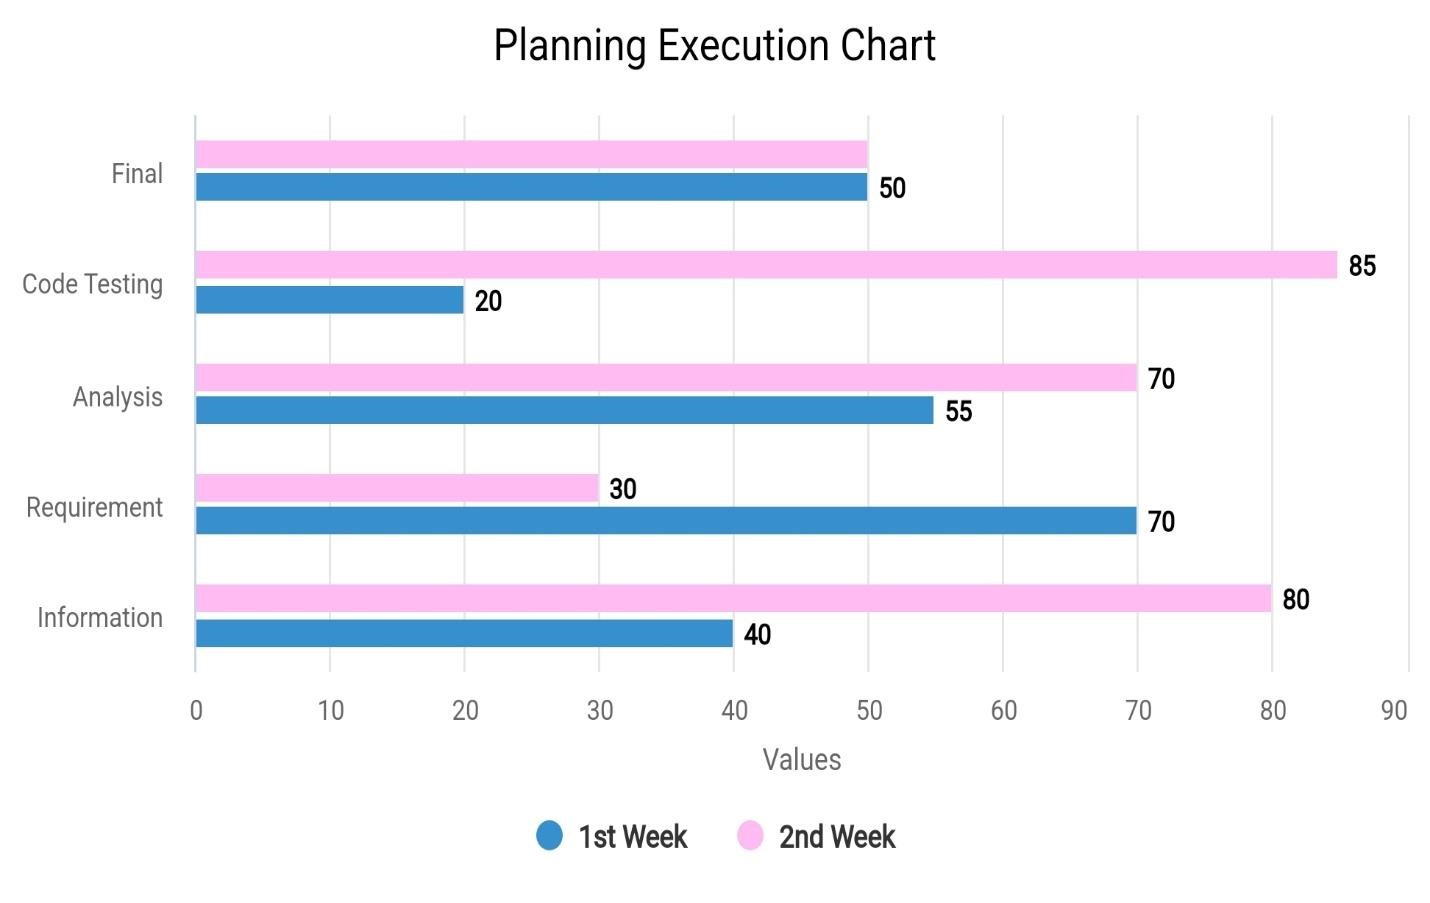 Planning Execution Chart
Final
50
Code Testing
85
20
Analysis
70
55
Requirement
30
70
Information
80
40
0 10 20 30 40 50 60 70 80 90
Values
1st Week 2nd Week